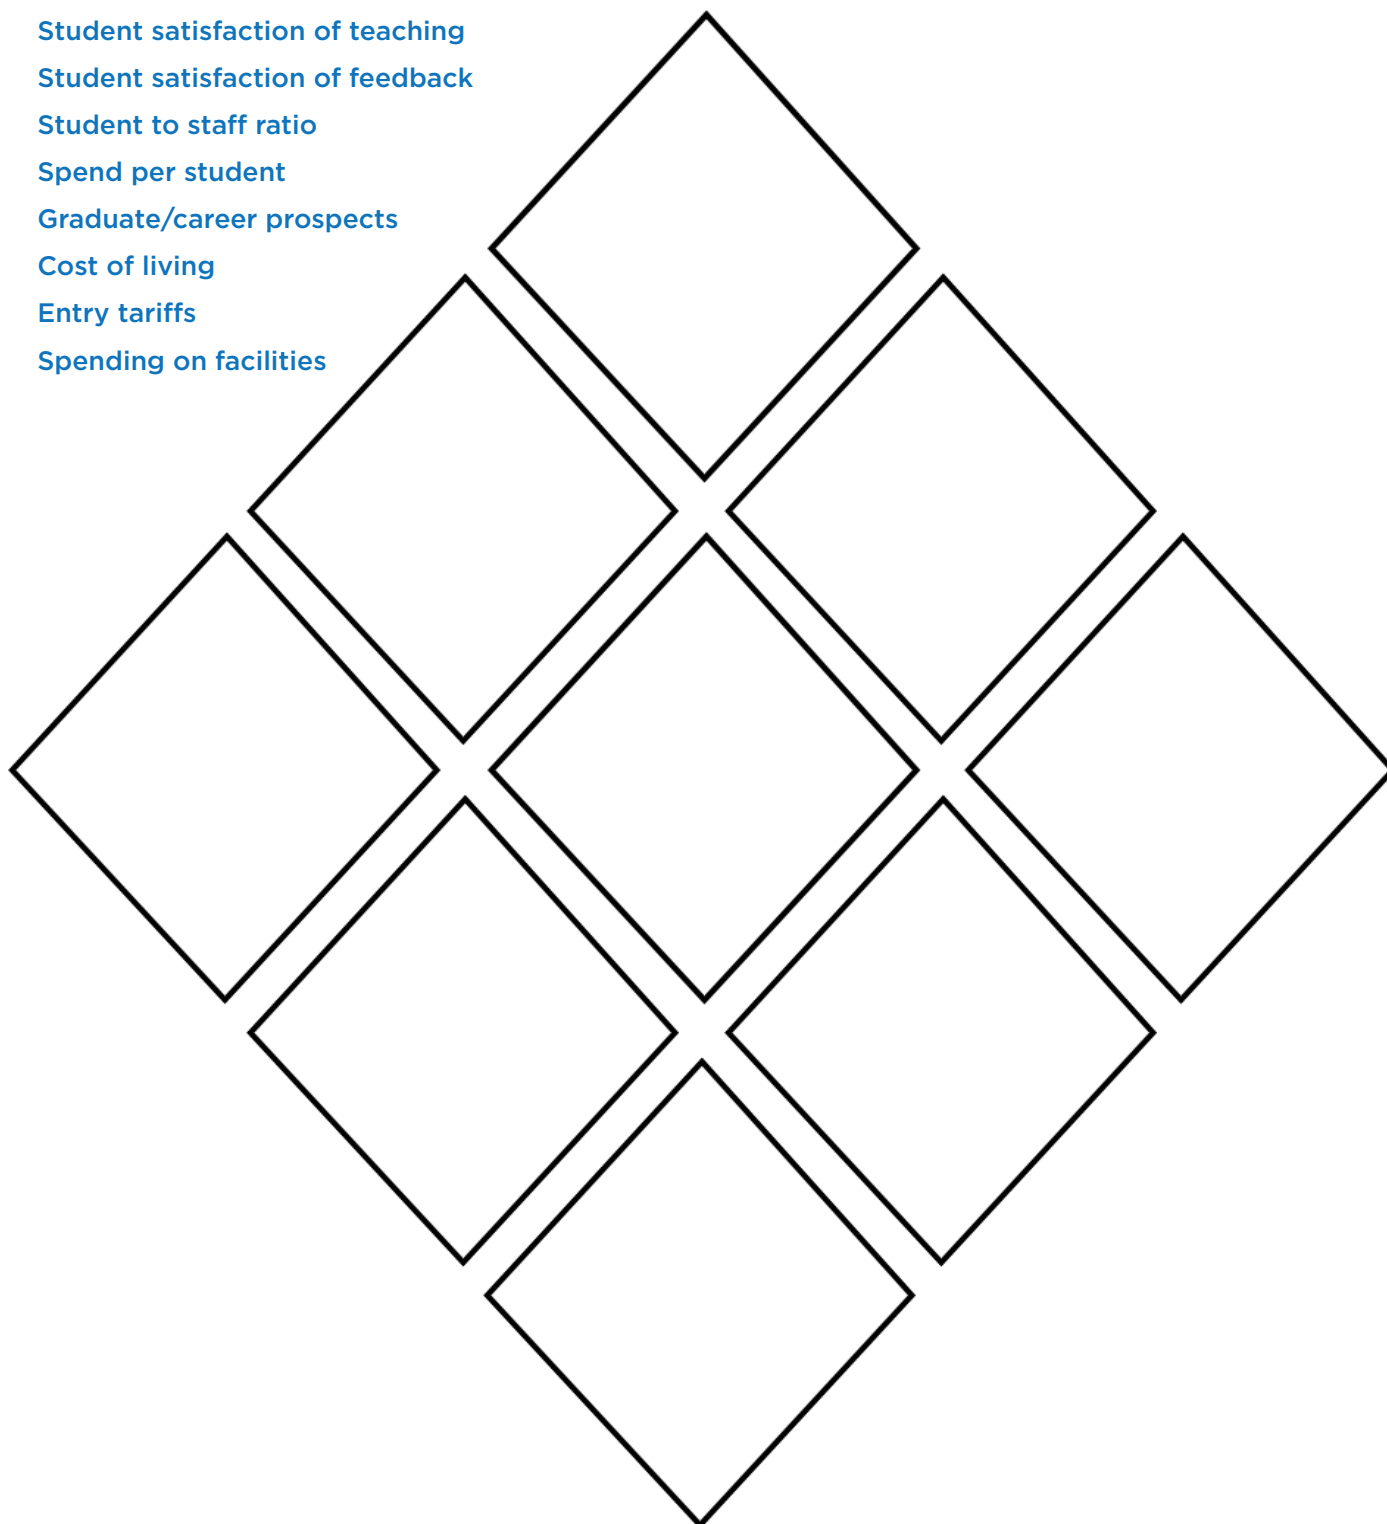 Student satisfaction of teaching
Student satisfaction of feedback
Student to staff ratio
Spend per student
Graduate/career prospects
Cost of living
Entry tariffs
Spending on facilities